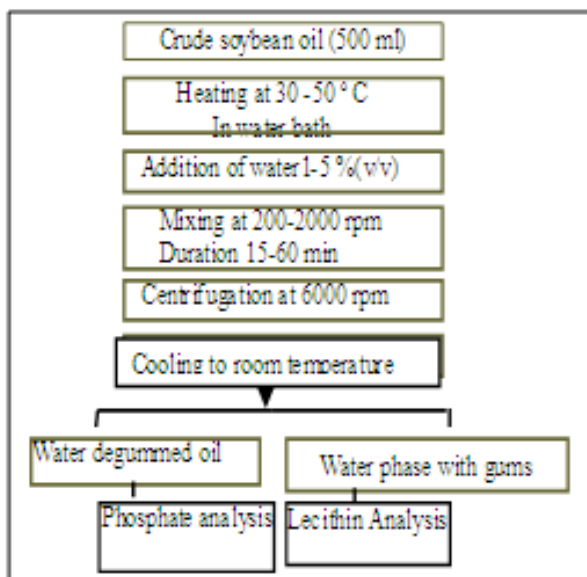 Crude soybean oil (500 ml)
Heating at 30 -50 ° C
In water bath
Addition of water1-5 %(v/v)
Mixing at 200-2000 rpm
Duration 15-60 min
Centrifugation at 6000 rpm
Cooling to room temperature
Water degummed oil
Water phase with gums
Phosphate analysis
Lecithin Analysis